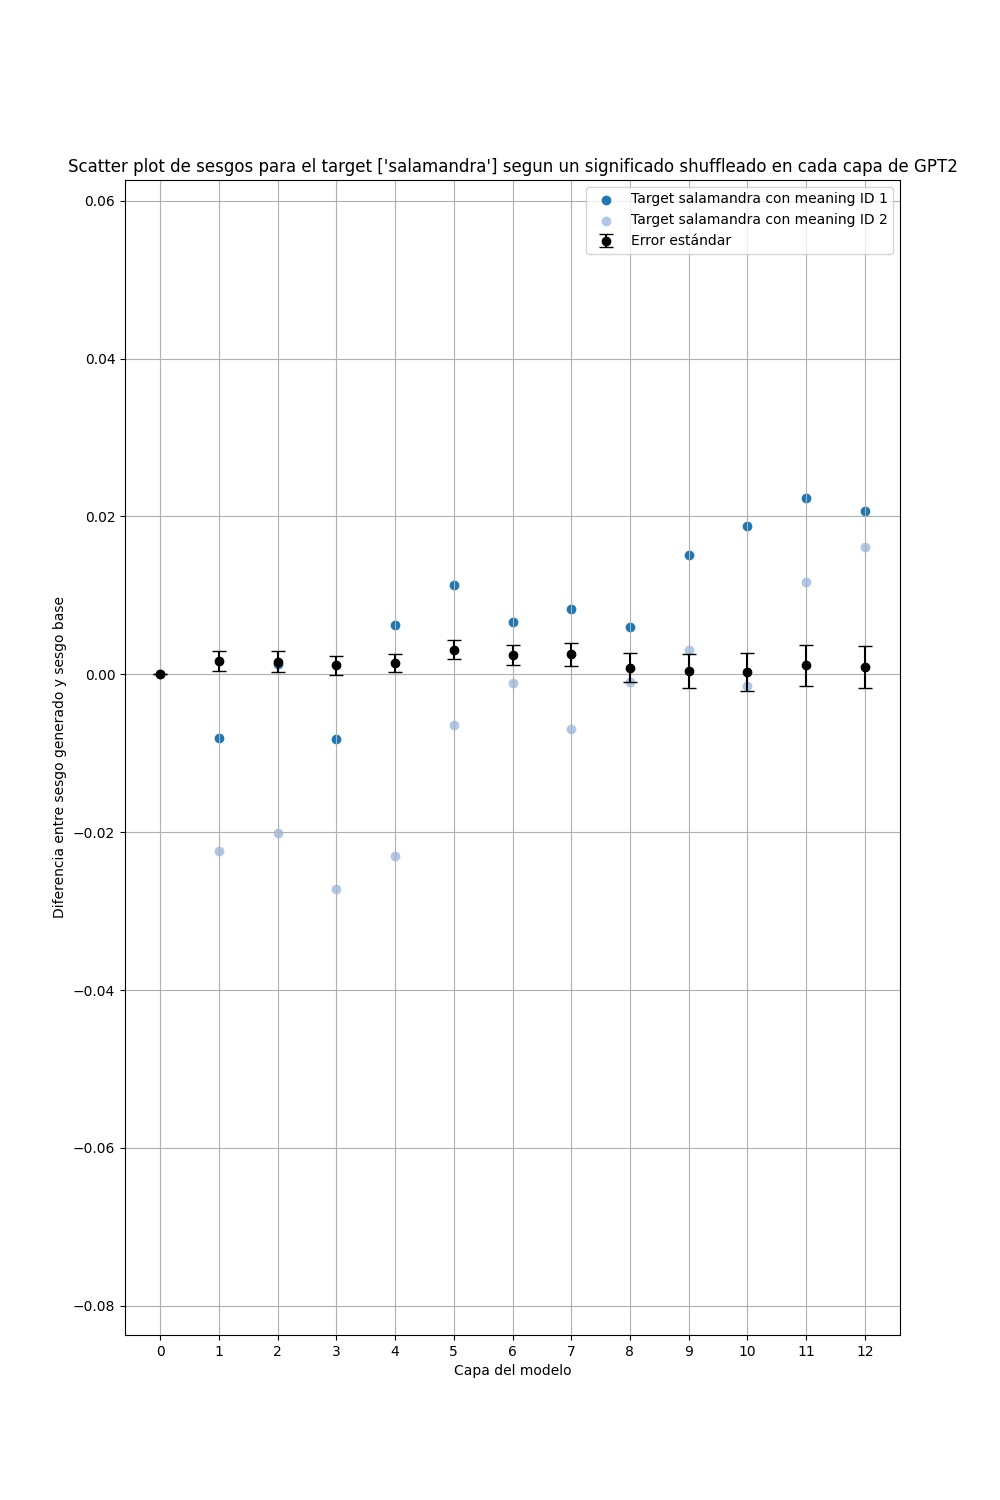 Scatter plot de sesgos para el target ['salamandra'] segun un significado shuffleado en cada capa de GPT2
Target salamandra con meaning ID 1
Target salamandra con meaning ID 2
Error estándar
Diferencia entre sesgo generado y sesgo base
0.06
0.04
0.02
0.00
−0.02
−0.04
−0.06
−0.08
0 1 2 3 4 5 6 7 8 9 10 11 12
Capa del modelo